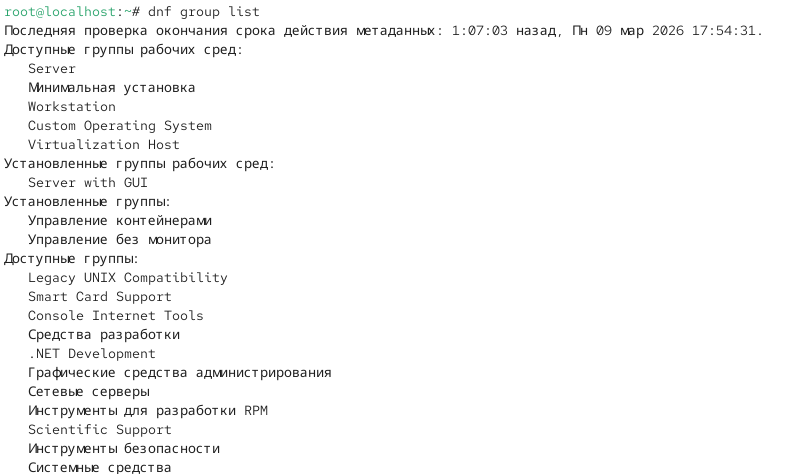 root@localhost:~# dnf group list
Последняя проверка окончания срока действия метаданных: 1:07:03 назад, Пн 09 мар 2026 17:54:31.
Доступные группы рабочих сред:
Server
Минимальная установка
Workstation
Custom Operating System
Virtualization Host
Установленные группы рабочих сред:
Server with GUI
Установленные группы:
Управление контейнерами
Управление без монитора
Доступные группы:
Legacy UNIX Compatibility
Smart Card Support
Console Internet Tools
Средства разработки
.NET Development
Графические средства администрирования
Сетевые серверы
Инструменты для разработки RPM
Scientific Support
Инструменты безопасности
Системные средства